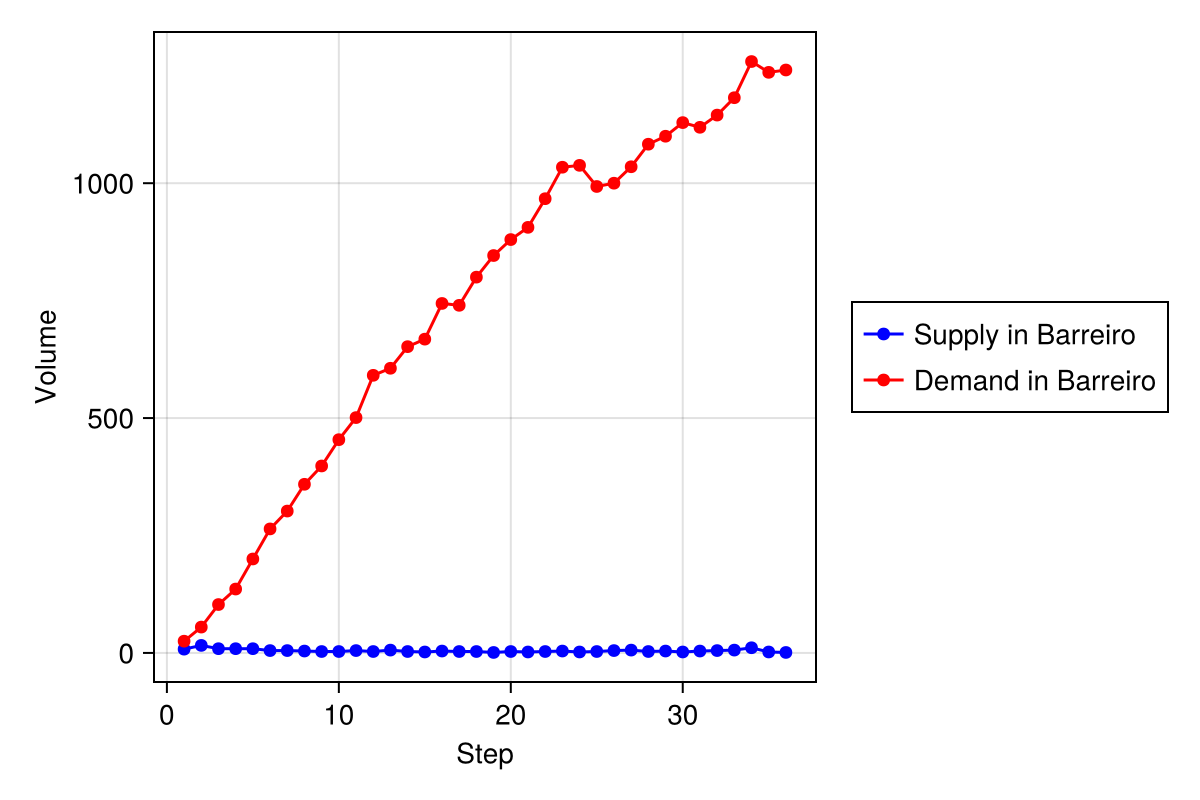 1000
500
0
Volume
0 10 20 30
Step
Supply in Barreiro
Demand in Barreiro